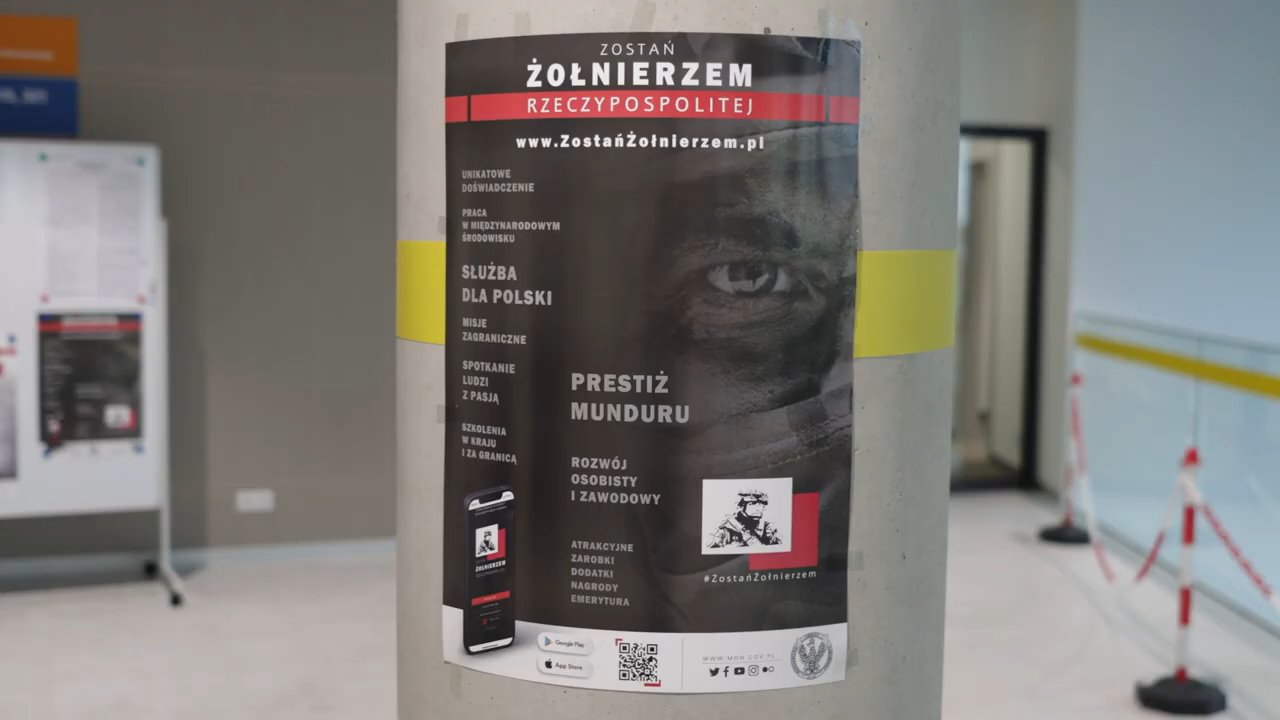 ZOSTAŃ
ŻOŁNIERZEM
RZECZYPOSPOLITEJ
www.ZostańŻołnierzem.pl
UNIKATOWE
DOŚWIADCZENIE
PRACA
W MIĘDZYNARODOWYM
ŚRODOWISKU
SŁUŻBA
DLA POLSKI
MISJE
ZAGRANICZNE
SPOTKANIE
LUDZI
Z PASJĄ
SZKOLENIA
W KRAJU
I ZA GRANICĄ
PRESTIŻ
MUNDURU
ROZWÓJ
OSOBISTY
I ZAWODOWY
ATRAKCYJNE
ZAROBKI
DODATKI
NAGRODY
EMERYTURA
#ZostańŻołnierzem
ŻOŁNIERZEM
Google Play
App Store
WWW.MON.GOV.PL